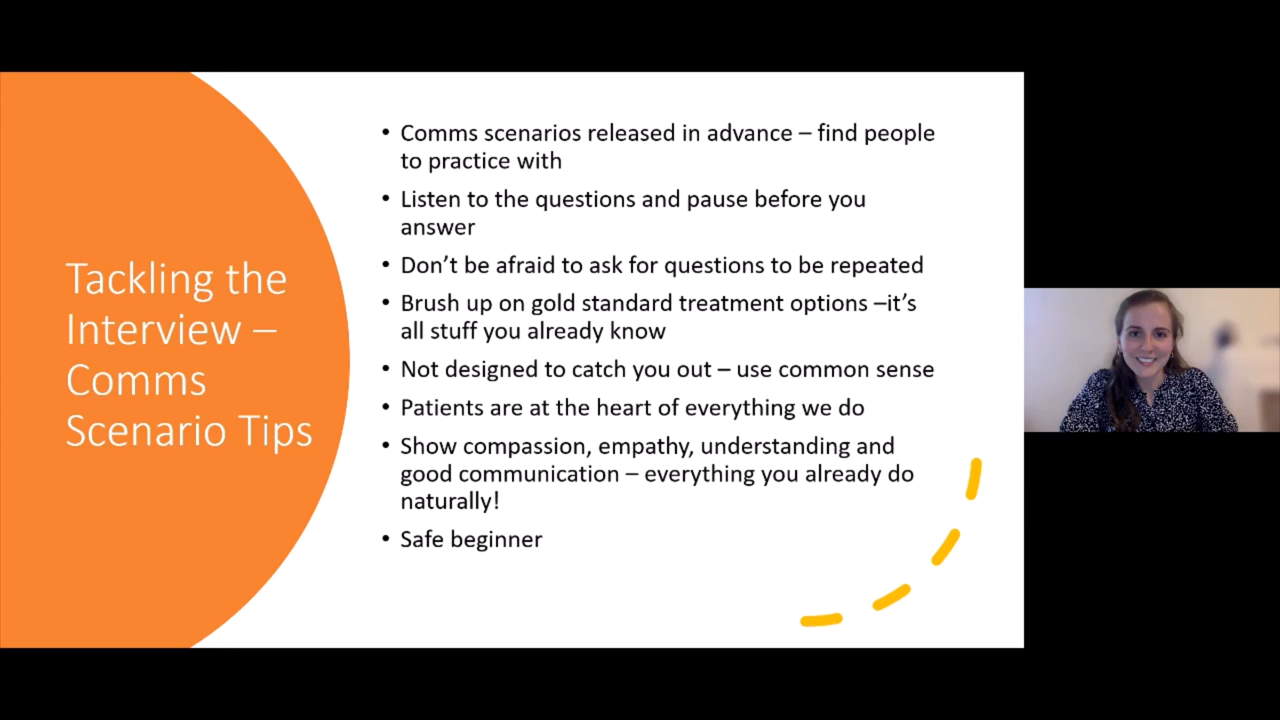 Tackling the
Interview –
Comms
Scenario Tips
• Comms scenarios released in advance – find people
to practice with
• Listen to the questions and pause before you
answer
• Don’t be afraid to ask for questions to be repeated
• Brush up on gold standard treatment options –it’s
all stuff you already know
• Not designed to catch you out – use common sense
• Patients are at the heart of everything we do
• Show compassion, empathy, understanding and
good communication – everything you already do
naturally!
• Safe beginner